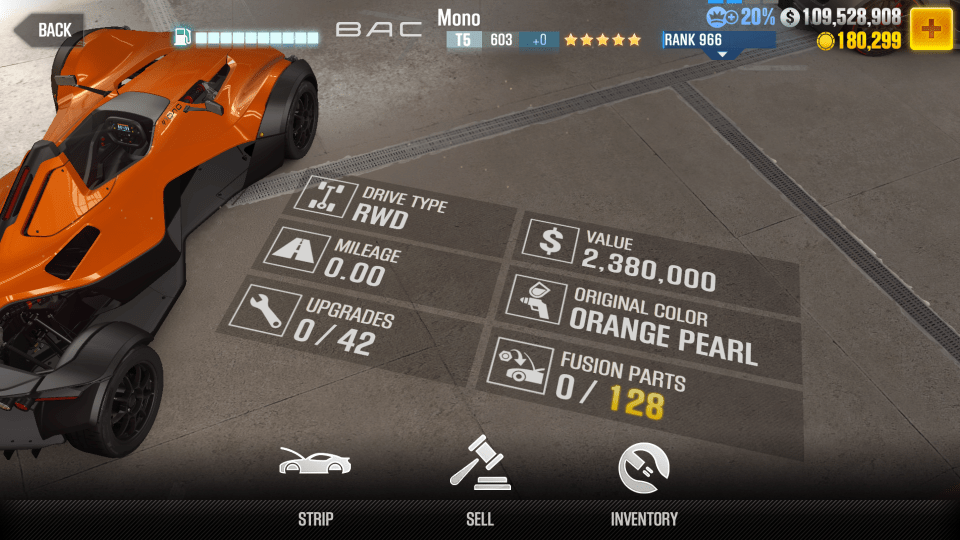 BACK
BAC
Mono
T5 603 +0
20%
$ 109,528,908
180,299
RANK 966
DRIVE TYPE
RWD
MILEAGE
0.00
UPGRADES
0 / 42
$ VALUE
2,380,000
ORIGINAL COLOR
ORANGE PEARL
FUSION PARTS
0 / 128
STRIP
SELL
INVENTORY